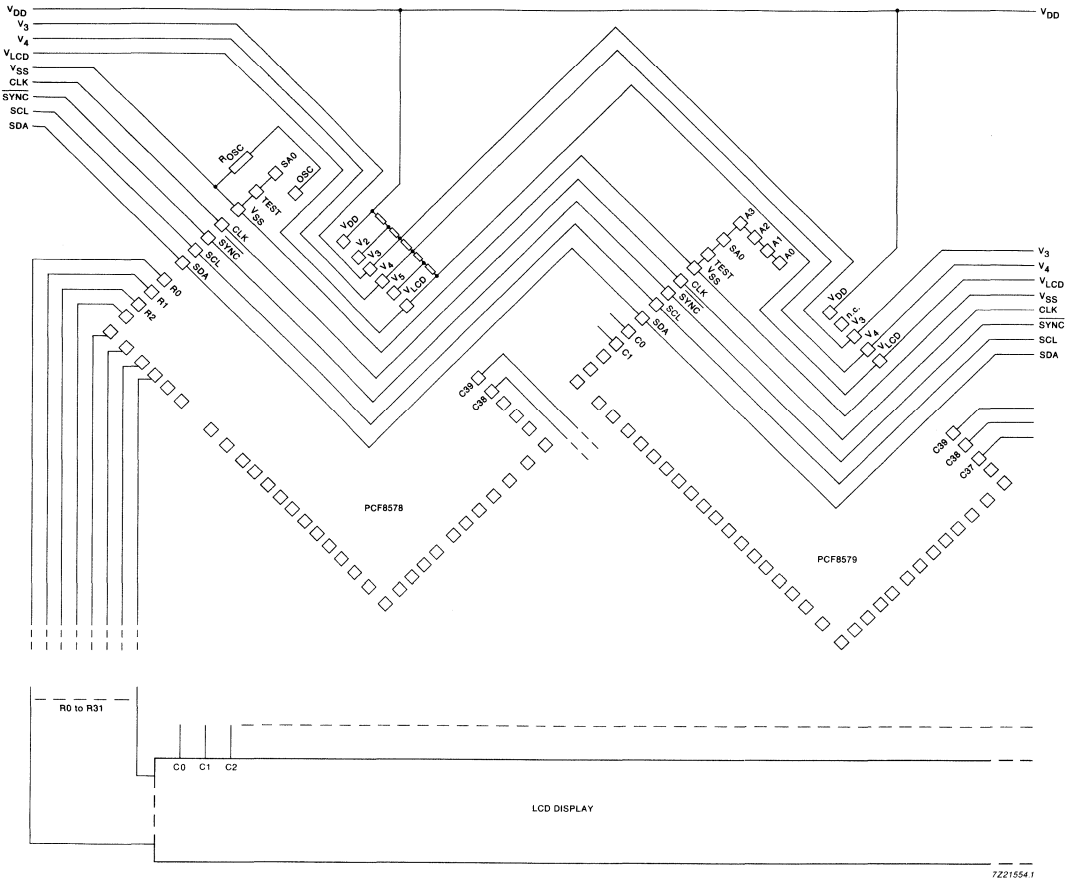 VDD
V3
V4
VLCD
VSS
CLK
SYNC
SCL
SDA
VDD
ROSC
SA0
OSC
TEST
VSS
CLK
SYNC
SCL
SDA
R0
R1
R2
VDD
V2
V3
V4
V5
VLCD
C39
C38
PCF8578
A3
A2
A1
A0
SA0
TEST
VSS
CLK
SYNC
SCL
SDA
C0
C1
VDD
n.c.
V3
V4
VLCD
C39
C38
C37
PCF8579
V3
V4
VLCD
VSS
CLK
SYNC
SCL
SDA
R0 to R31
C0 C1 C2
LCD DISPLAY
7Z21554.1